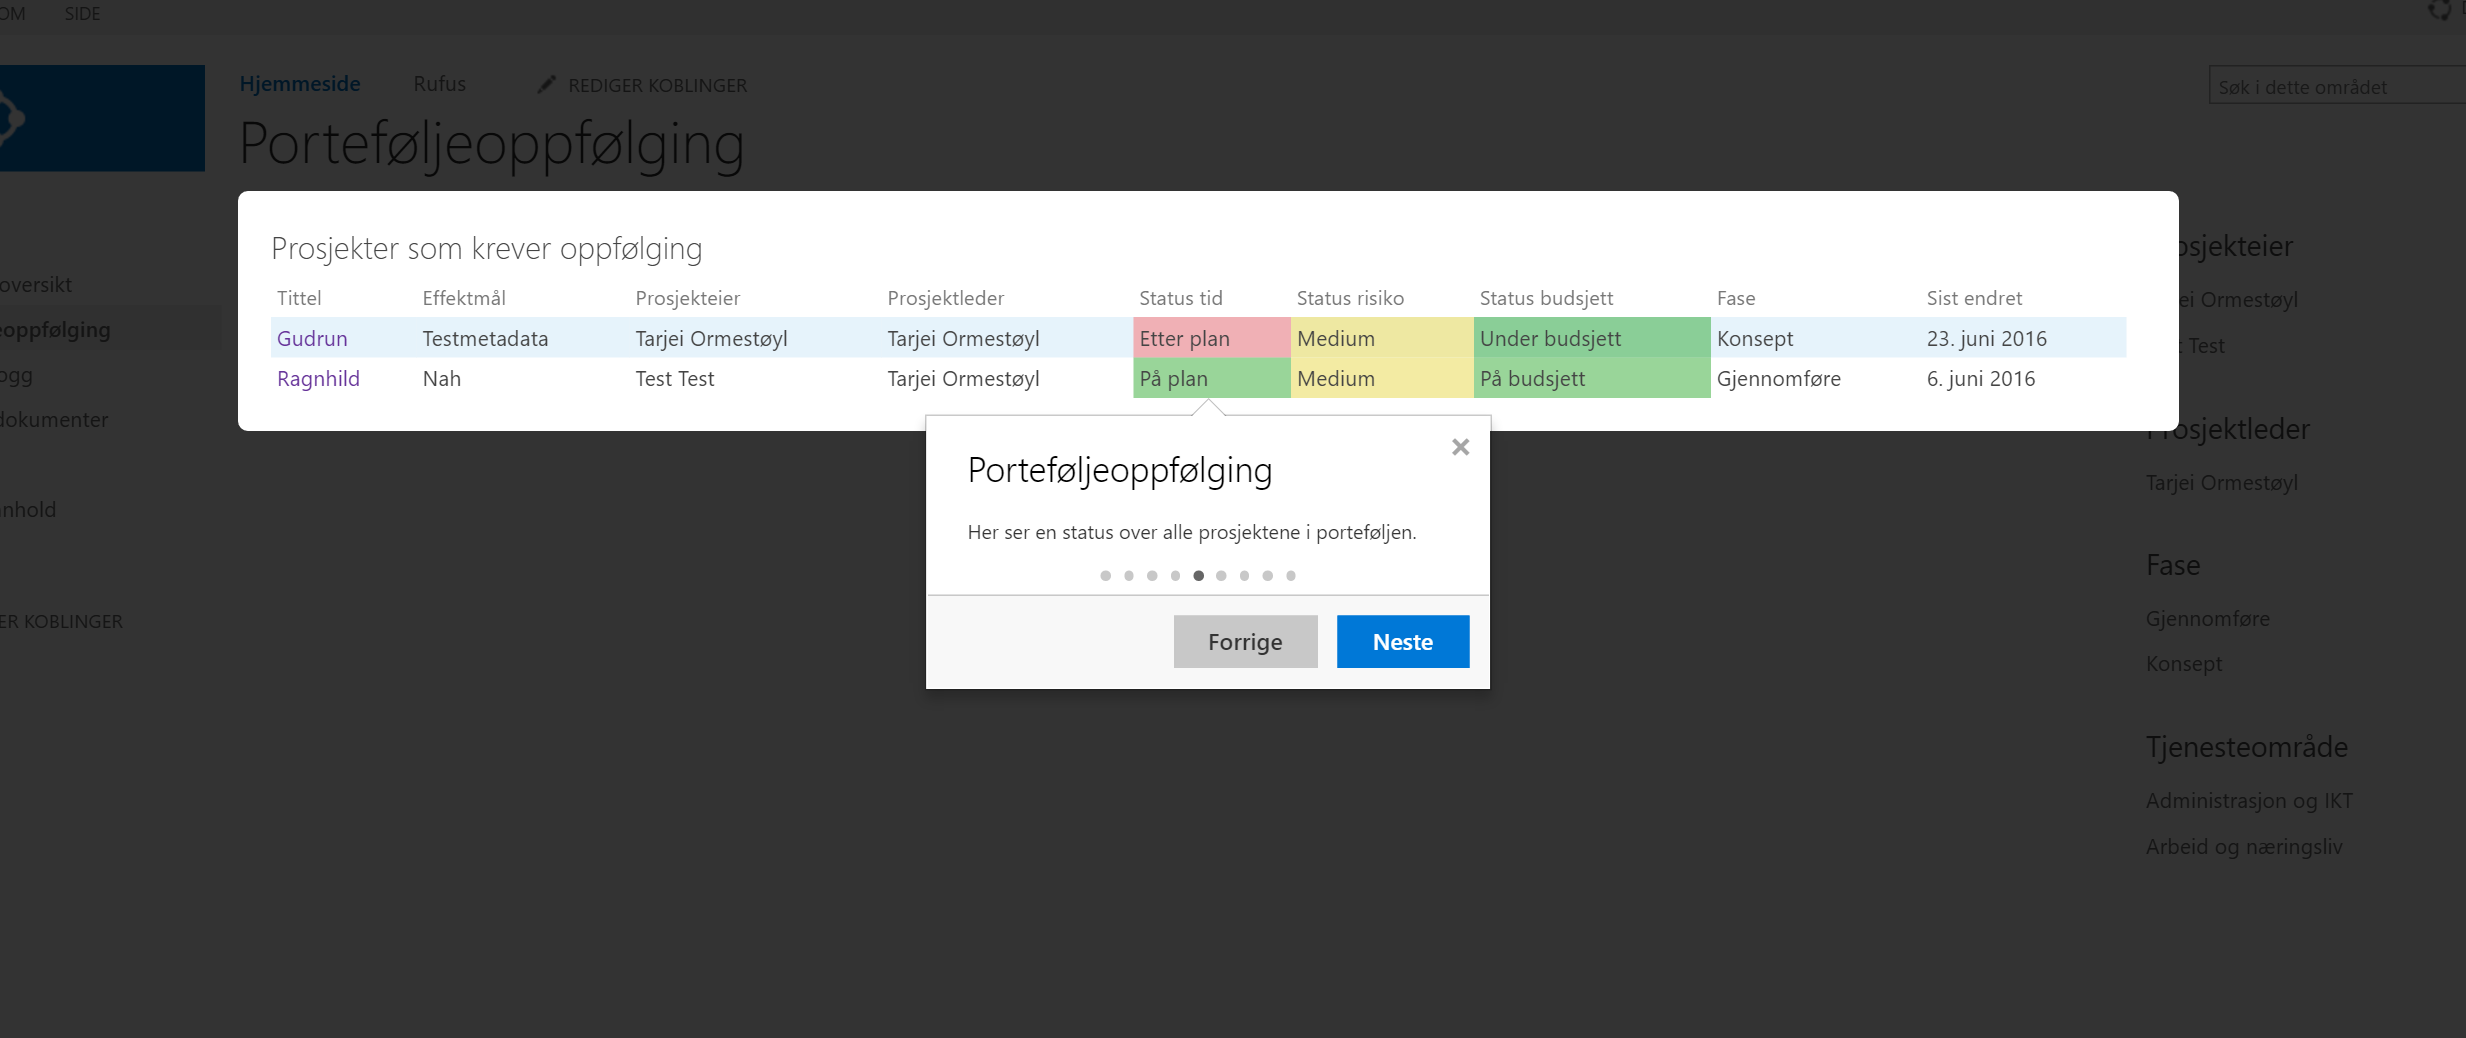 OM SIDE
Hjemmeside Rufus REDIGER KOBLINGER
Søk i dette området
Porteføljeoppfølging
oversikt
eoppfølging
ogg
dokumenter
nnhold
ER KOBLINGER
Prosjekter som krever oppfølging
Tittel Effektmål Prosjekteier Prosjektleder Status tid Status risiko Status budsjett Fase Sist endret
Gudrun Testmetadata Tarjei Ormestøyl Tarjei Ormestøyl Etter plan Medium Under budsjett Konsept 23. juni 2016
Ragnhild Nah Test Test Tarjei Ormestøyl På plan Medium På budsjett Gjennomføre 6. juni 2016
Porteføljeoppfølging
Her ser en status over alle prosjektene i porteføljen.
Forrige Neste
osjekteier
ei Ormestøyl
t Test
Prosjektleder
Tarjei Ormestøyl
Fase
Gjennomføre
Konsept
Tjenesteområde
Administrasjon og IKT
Arbeid og næringsliv